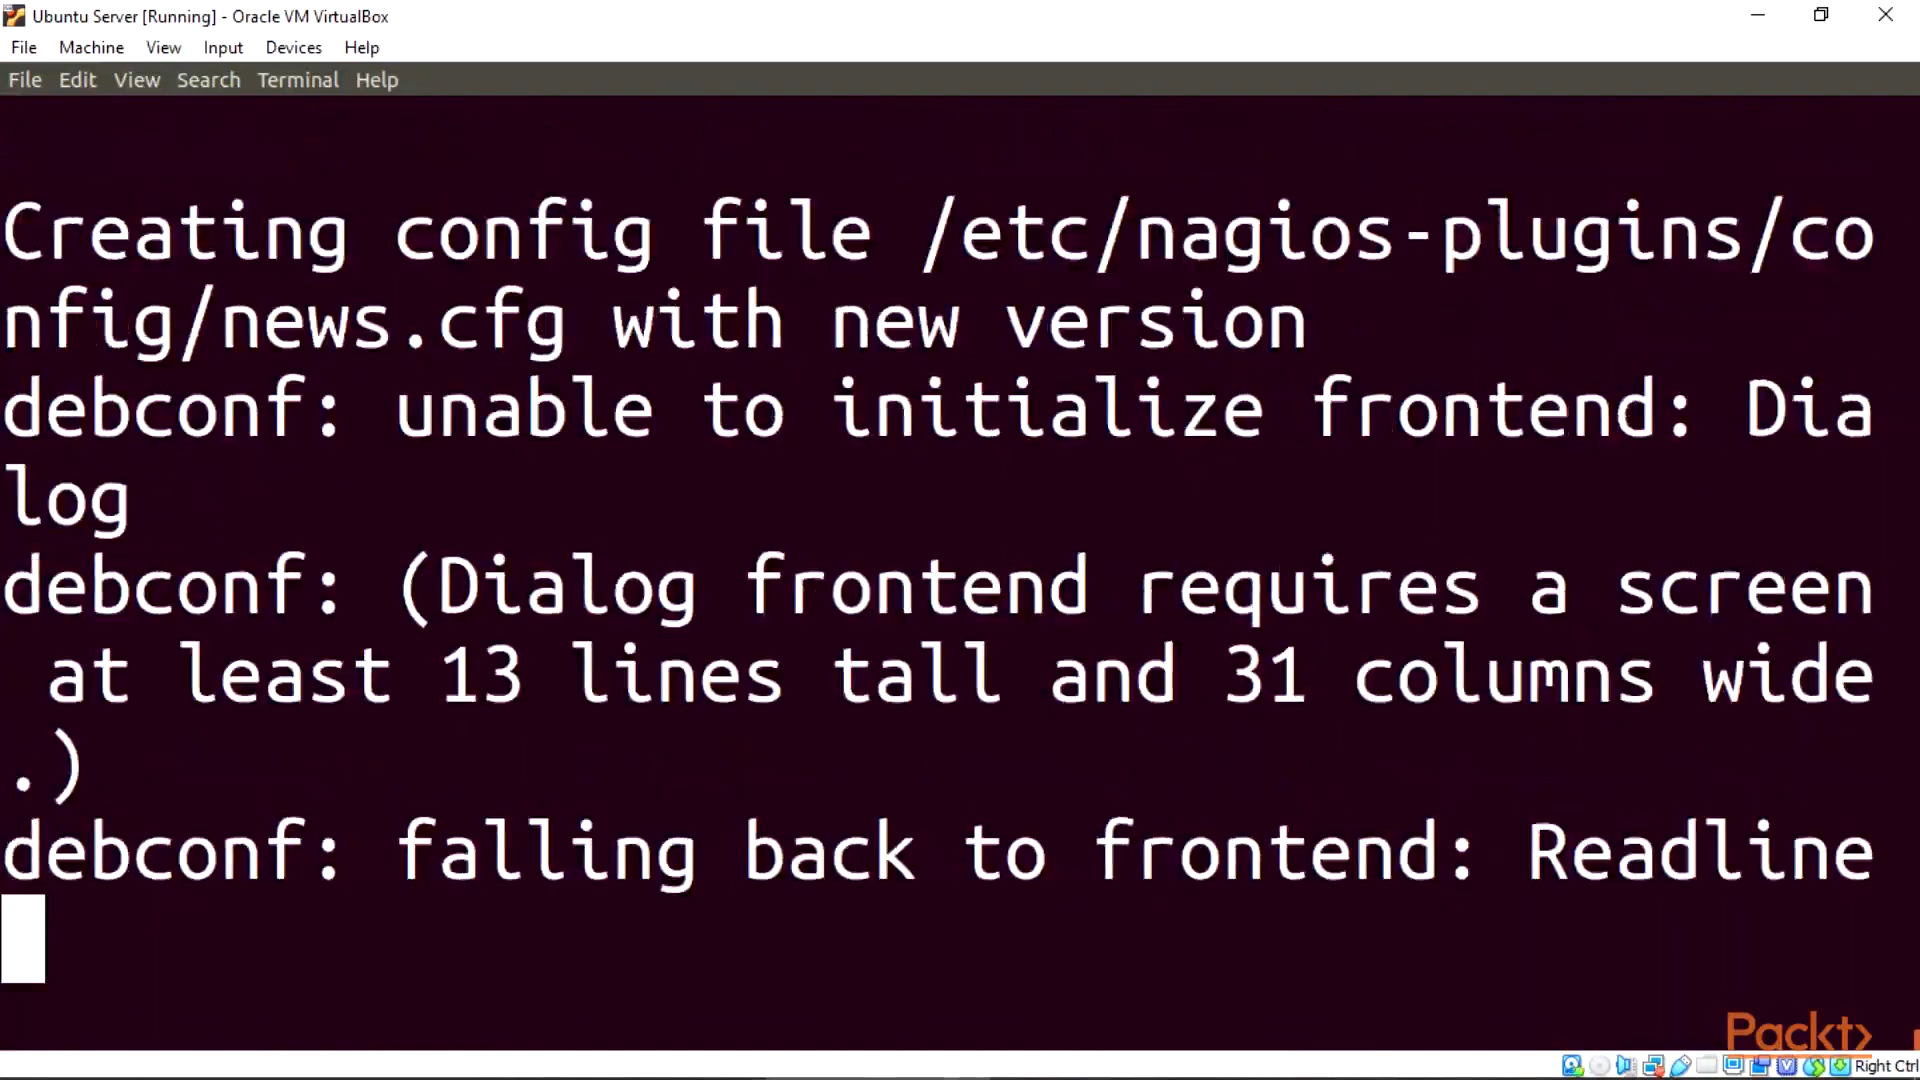 Ubuntu Server [Running] - Oracle VM VirtualBox
File Machine View Input Devices Help
File Edit View Search Terminal Help
Creating config file /etc/nagios-plugins/co
nfig/news.cfg with new version
debconf: unable to initialize frontend: Dia
log
debconf: (Dialog frontend requires a screen
 at least 13 lines tall and 31 columns wide
.)
debconf: falling back to frontend: Readline
Packt>
Right Ctrl